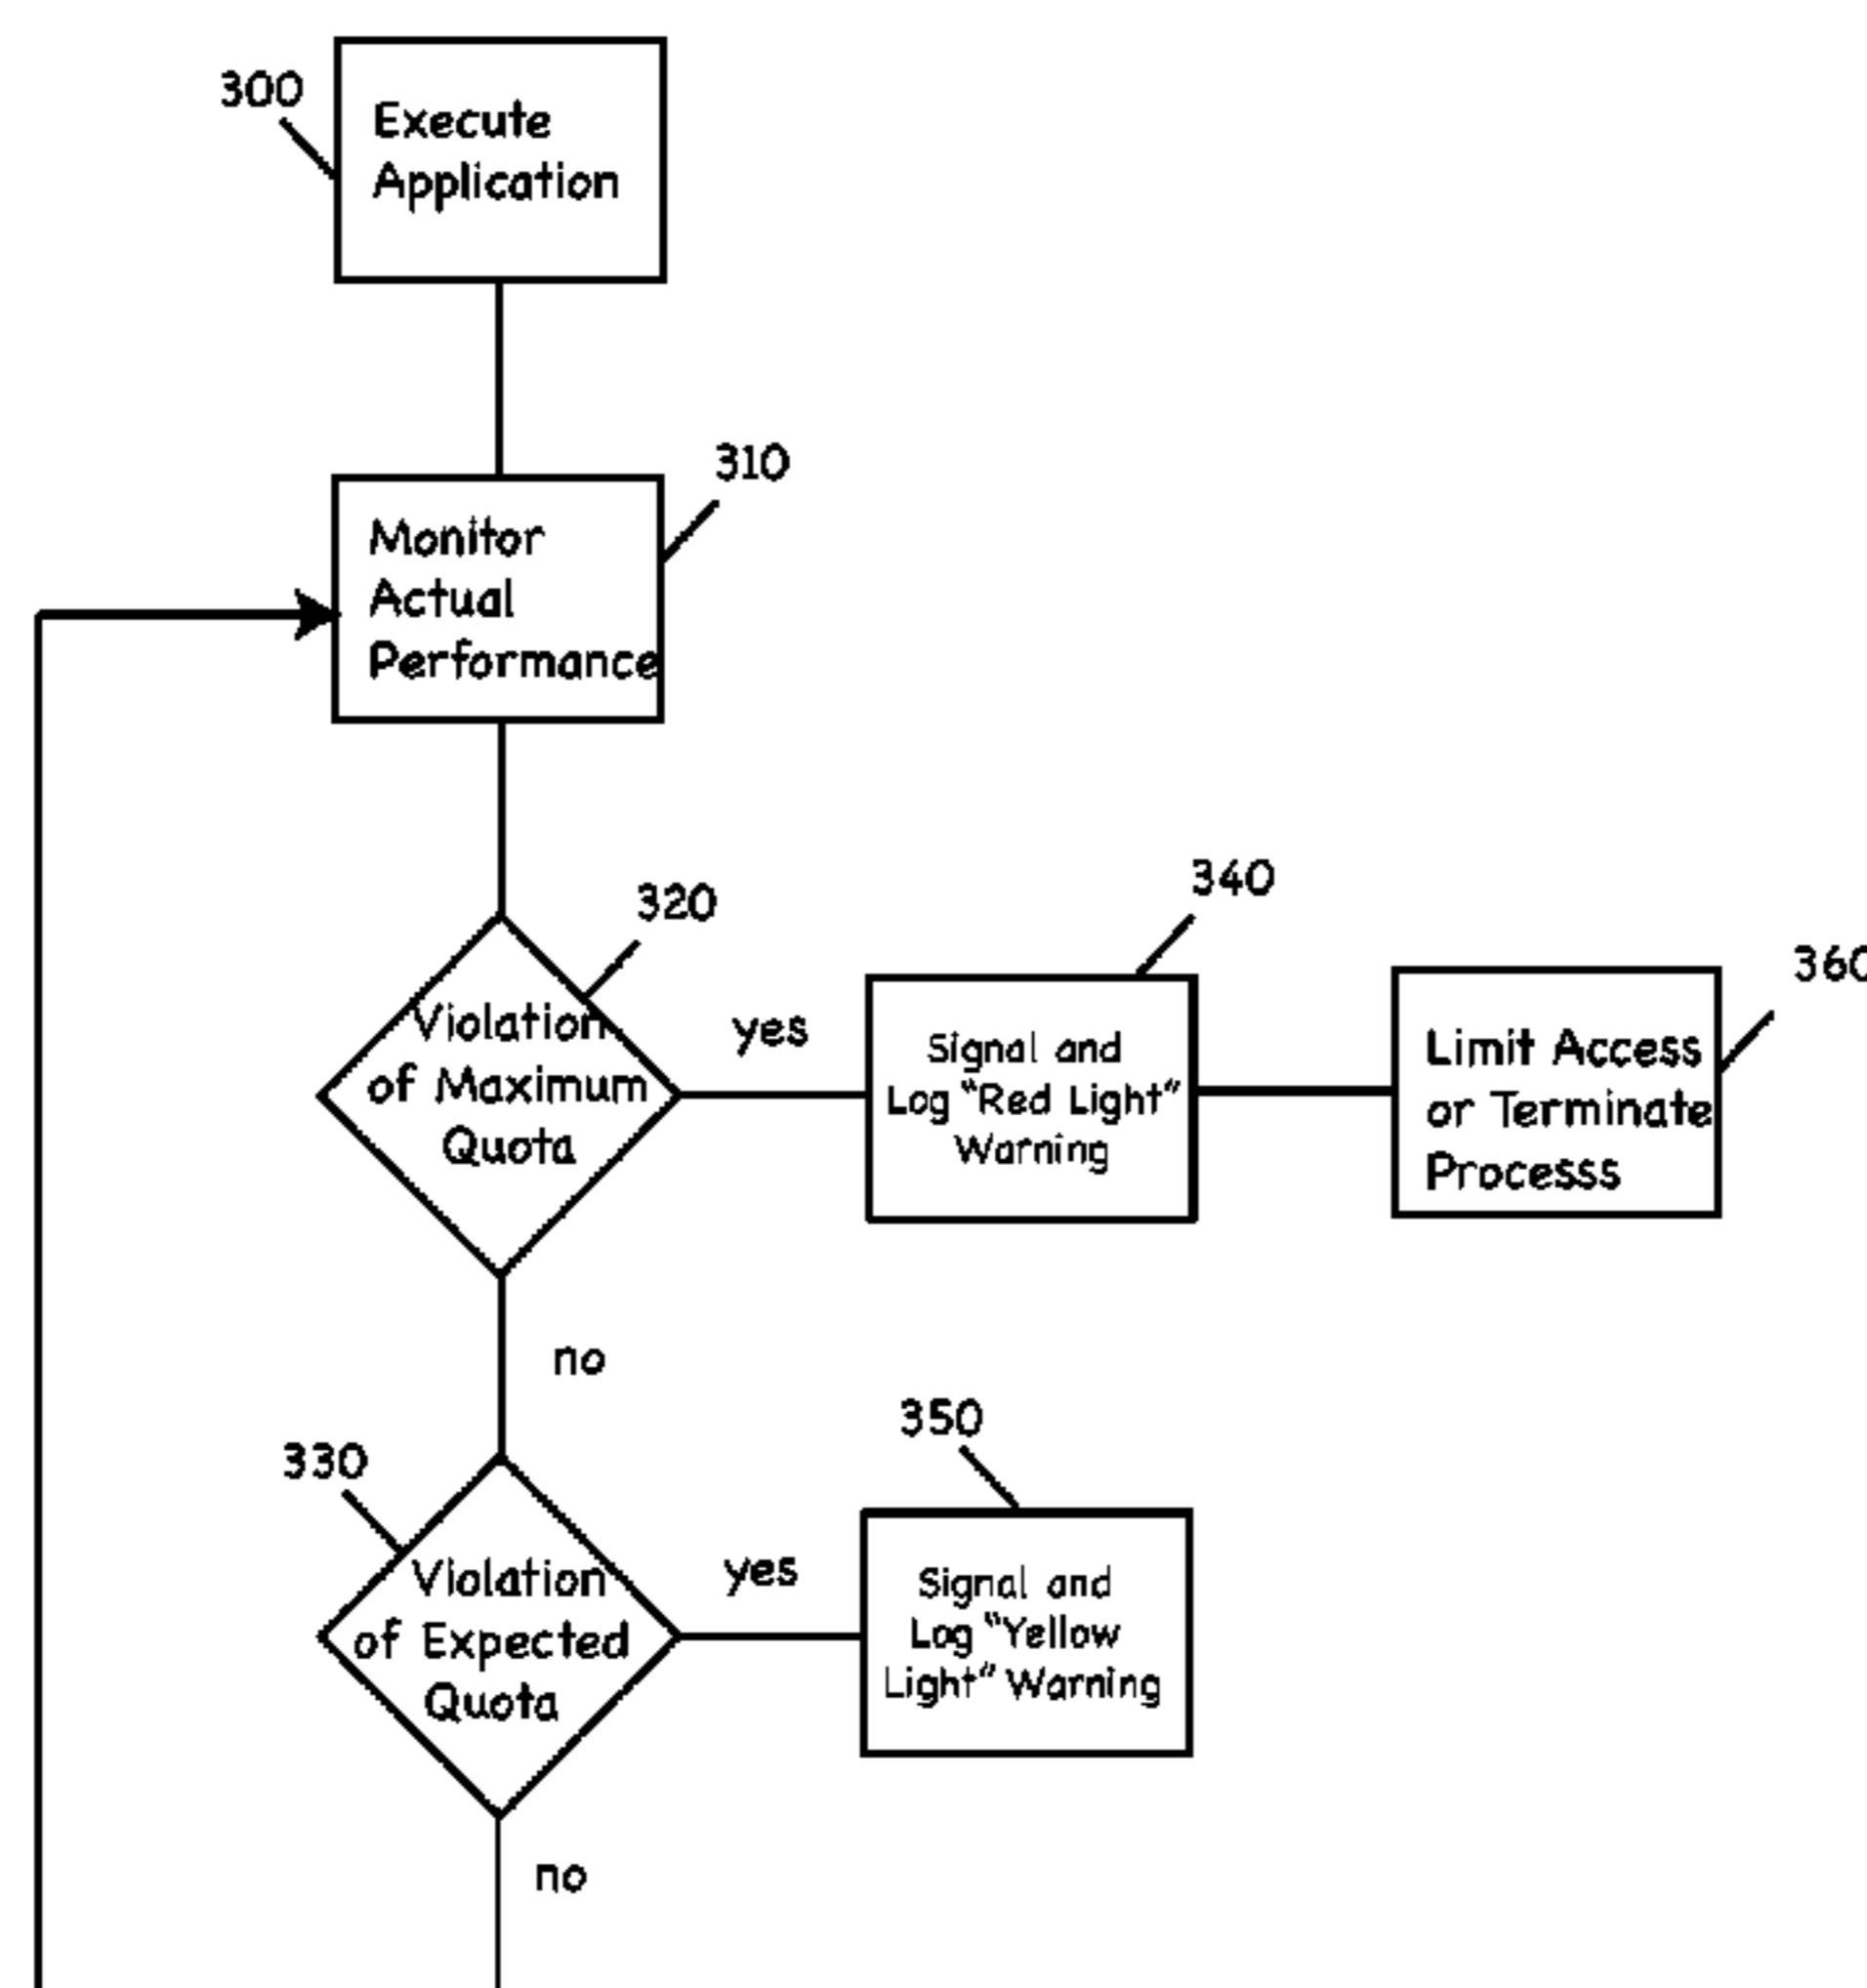 300
Execute
Application
310
Monitor
Actual
Performance
320
Violation
of Maximum
Quota
yes
340
Signal and
Log "Red Light"
Warning
360
Limit Access
or Terminate
Processs
no
330
Violation
of Expected
Quota
yes
350
Signal and
Log "Yellow
Light" Warning
no